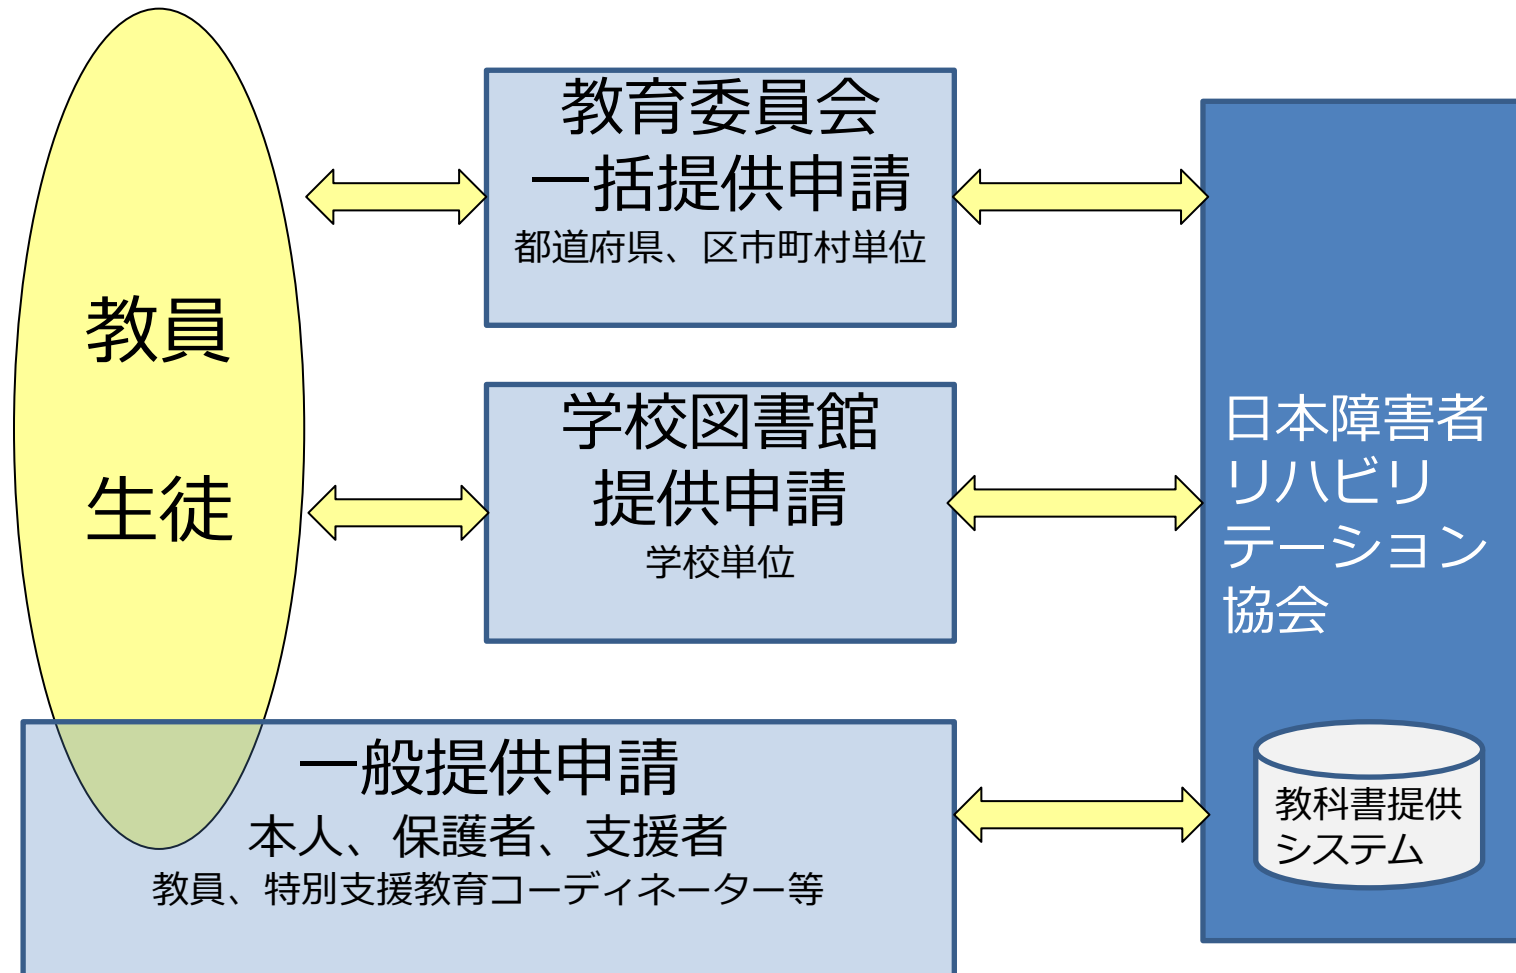 教員
生徒
教育委員会
一括提供申請
都道府県、区市町村単位
学校図書館
提供申請
学校単位
一般提供申請
本人、保護者、支援者
教員、特別支援教育コーディネーター等
日本障害者
リハビリ
テーション
協会
教科書提供
システム